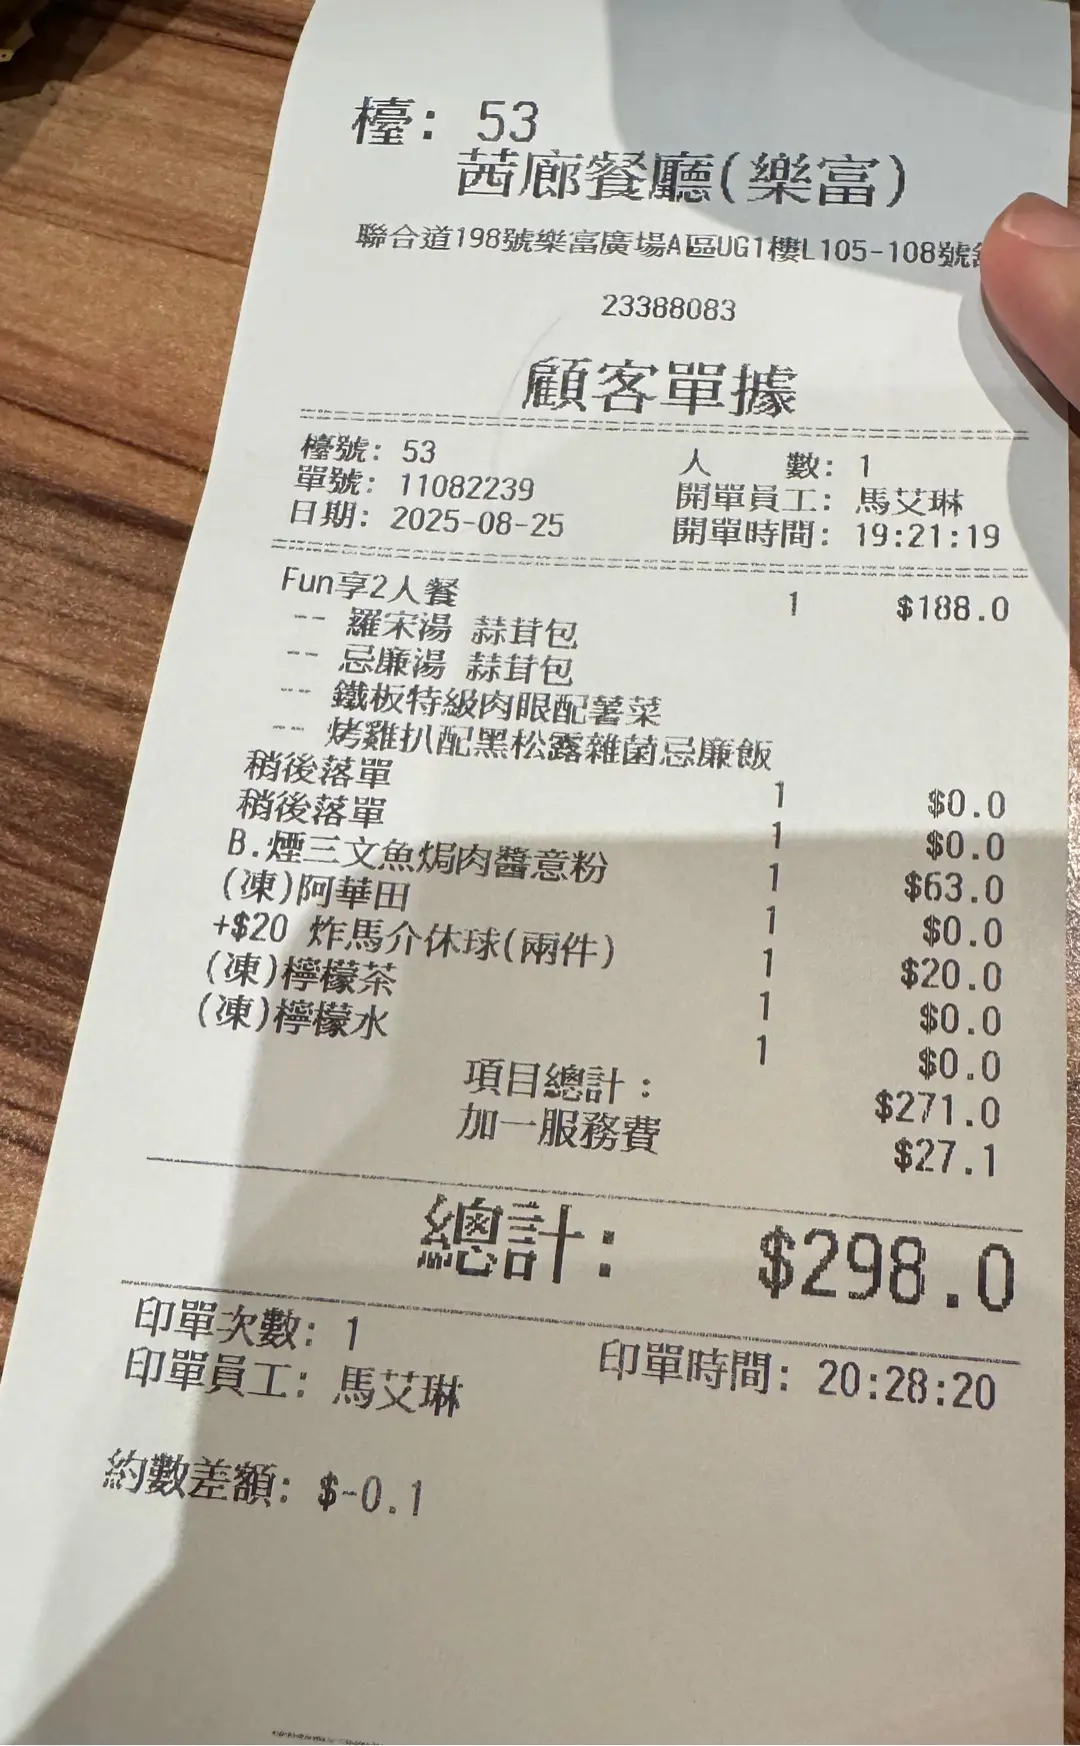 檯: 53
茜廊餐廳(樂富)
聯合道198號樂富廣場A區UG1樓L105-108號
23388083
顧客單據
檯號: 53 人 數: 1
單號: 11082239 開單員工: 馬艾琳
日期: 2025-08-25 開單時間: 19:21:19
Fun享2人餐 1 $188.0
-- 羅宋湯 蒜茸包
-- 忌廉湯 蒜茸包
-- 鐵板特級肉眼配薯菜
-- 烤雞扒配黑松露雜菌忌廉飯
稍後落單 1 $0.0
稍後落單 1 $0.0
B.煙三文魚焗肉醬意粉 1 $63.0
(凍)阿華田 1 $0.0
+$20 炸馬介休球(兩件) 1 $20.0
(凍)檸檬茶 1 $0.0
(凍)檸檬水 1 $0.0
項目總計: $271.0
加一服務費 $27.1
總計: $298.0
印單次數: 1
印單員工: 馬艾琳 印單時間: 20:28:20
約數差額: $-0.1